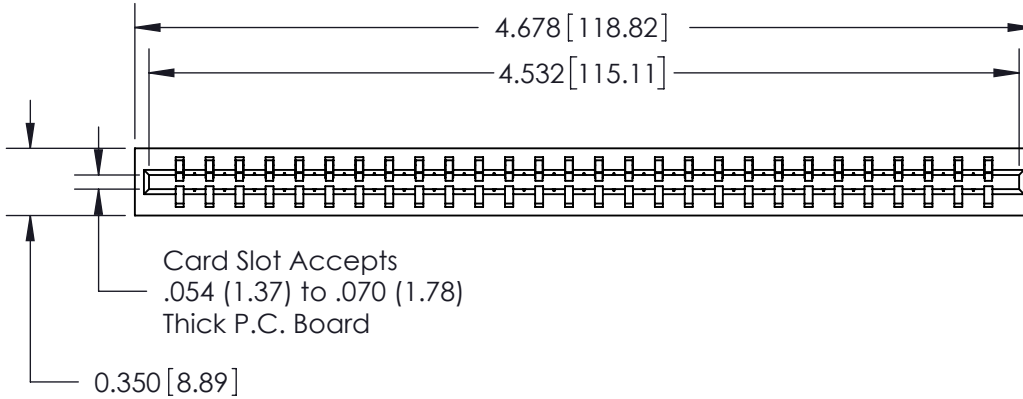 4.678 [118.82]
4.532 [115.11]
Card Slot Accepts
.054 (1.37) to .070 (1.78)
Thick P.C. Board
0.350 [8.89]